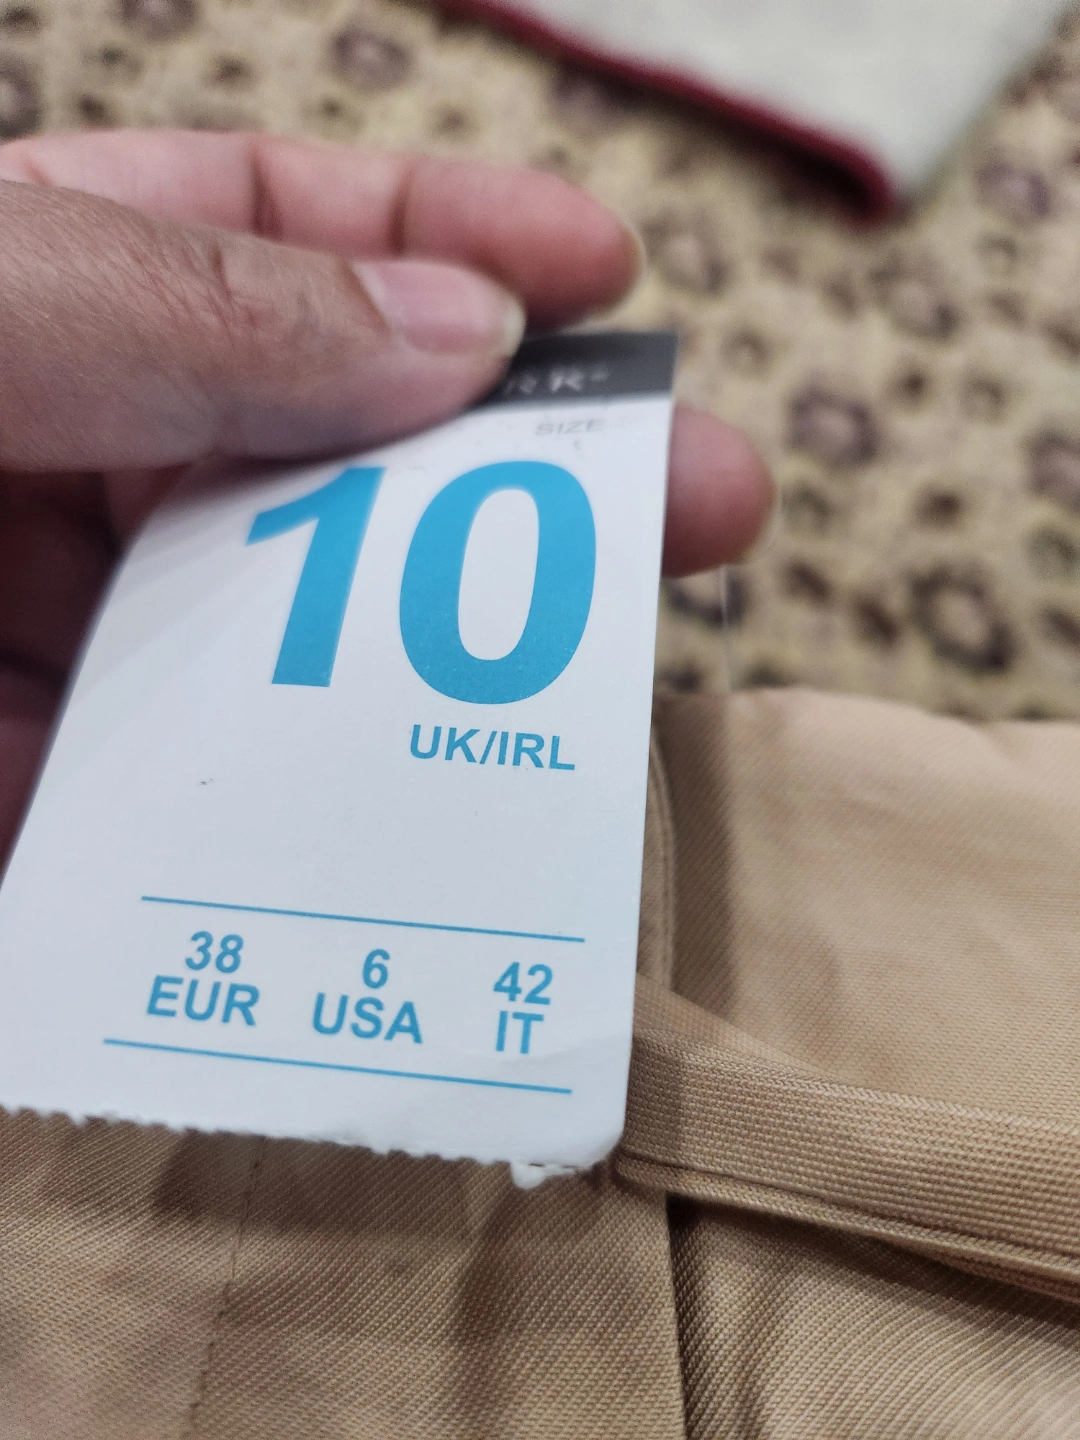 SIZE
10
UK/IRL
38 6 42
EUR USA IT